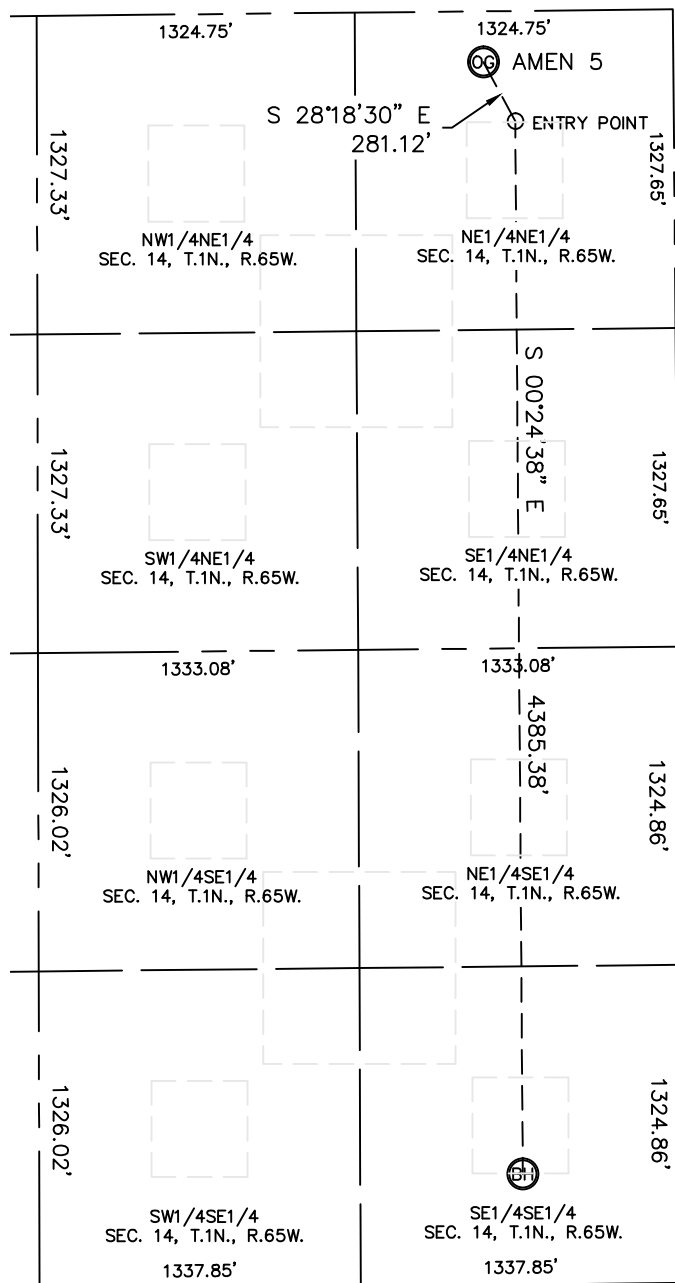 1324.75'
1324.75'
OG AMEN 5
S 28°18'30" E
281.12'
ENTRY POINT
1327.33'
1327.65'
NW1/4NE1/4
SEC. 14, T.1N., R.65W.
NE1/4NE1/4
SEC. 14, T.1N., R.65W.
S 00°24'38" E
1327.33'
1327.65'
SW1/4NE1/4
SEC. 14, T.1N., R.65W.
SE1/4NE1/4
SEC. 14, T.1N., R.65W.
1333.08'
1333.08'
4385.38'
1326.02'
1324.86'
NW1/4SE1/4
SEC. 14, T.1N., R.65W.
NE1/4SE1/4
SEC. 14, T.1N., R.65W.
1326.02'
1324.86'
BH
SW1/4SE1/4
SEC. 14, T.1N., R.65W.
SE1/4SE1/4
SEC. 14, T.1N., R.65W.
1337.85'
1337.85'